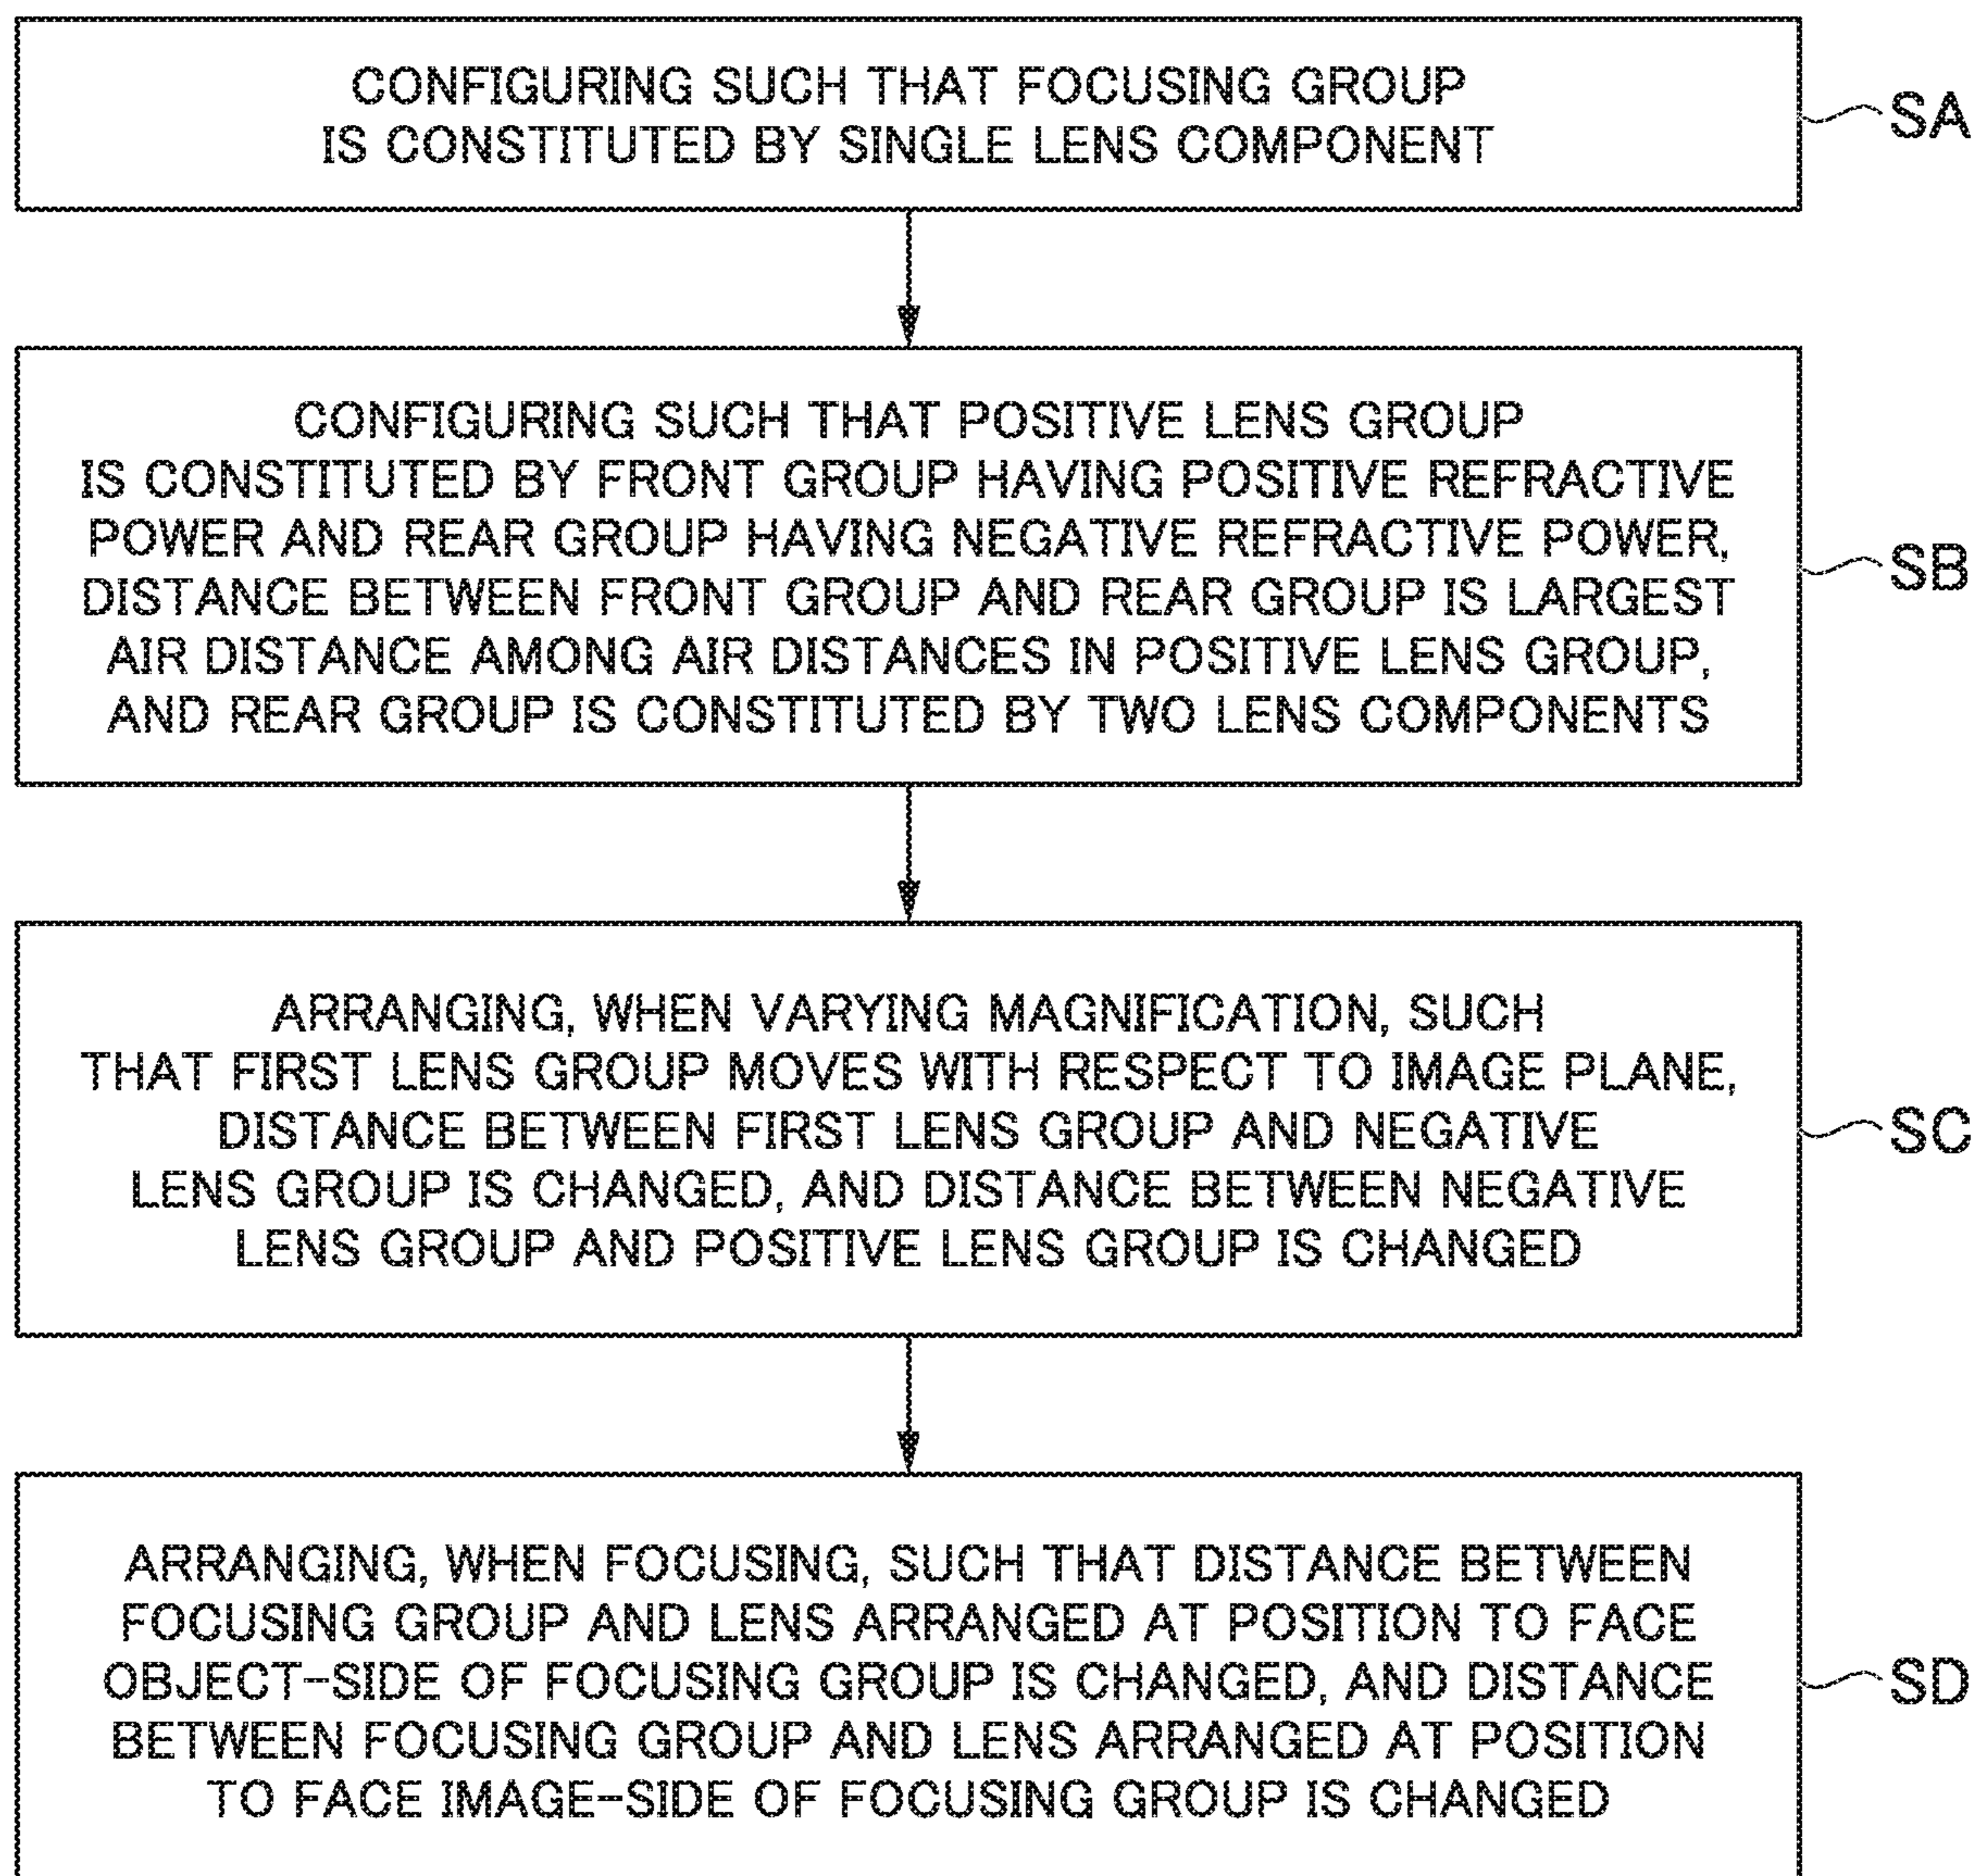 CONFIGURING SUCH THAT FOCUSING GROUP
IS CONSTITUTED BY SINGLE LENS COMPONENT
SA
CONFIGURING SUCH THAT POSITIVE LENS GROUP
IS CONSTITUTED BY FRONT GROUP HAVING POSITIVE REFRACTIVE
POWER AND REAR GROUP HAVING NEGATIVE REFRACTIVE POWER,
DISTANCE BETWEEN FRONT GROUP AND REAR GROUP IS LARGEST
AIR DISTANCE AMONG AIR DISTANCES IN POSITIVE LENS GROUP,
AND REAR GROUP IS CONSTITUTED BY TWO LENS COMPONENTS
SB
ARRANGING, WHEN VARYING MAGNIFICATION, SUCH
THAT FIRST LENS GROUP MOVES WITH RESPECT TO IMAGE PLANE,
DISTANCE BETWEEN FIRST LENS GROUP AND NEGATIVE
LENS GROUP IS CHANGED, AND DISTANCE BETWEEN NEGATIVE
LENS GROUP AND POSITIVE LENS GROUP IS CHANGED
SC
ARRANGING, WHEN FOCUSING, SUCH THAT DISTANCE BETWEEN
FOCUSING GROUP AND LENS ARRANGED AT POSITION TO FACE
OBJECT-SIDE OF FOCUSING GROUP IS CHANGED, AND DISTANCE
BETWEEN FOCUSING GROUP AND LENS ARRANGED AT POSITION
TO FACE IMAGE-SIDE OF FOCUSING GROUP IS CHANGED
SD